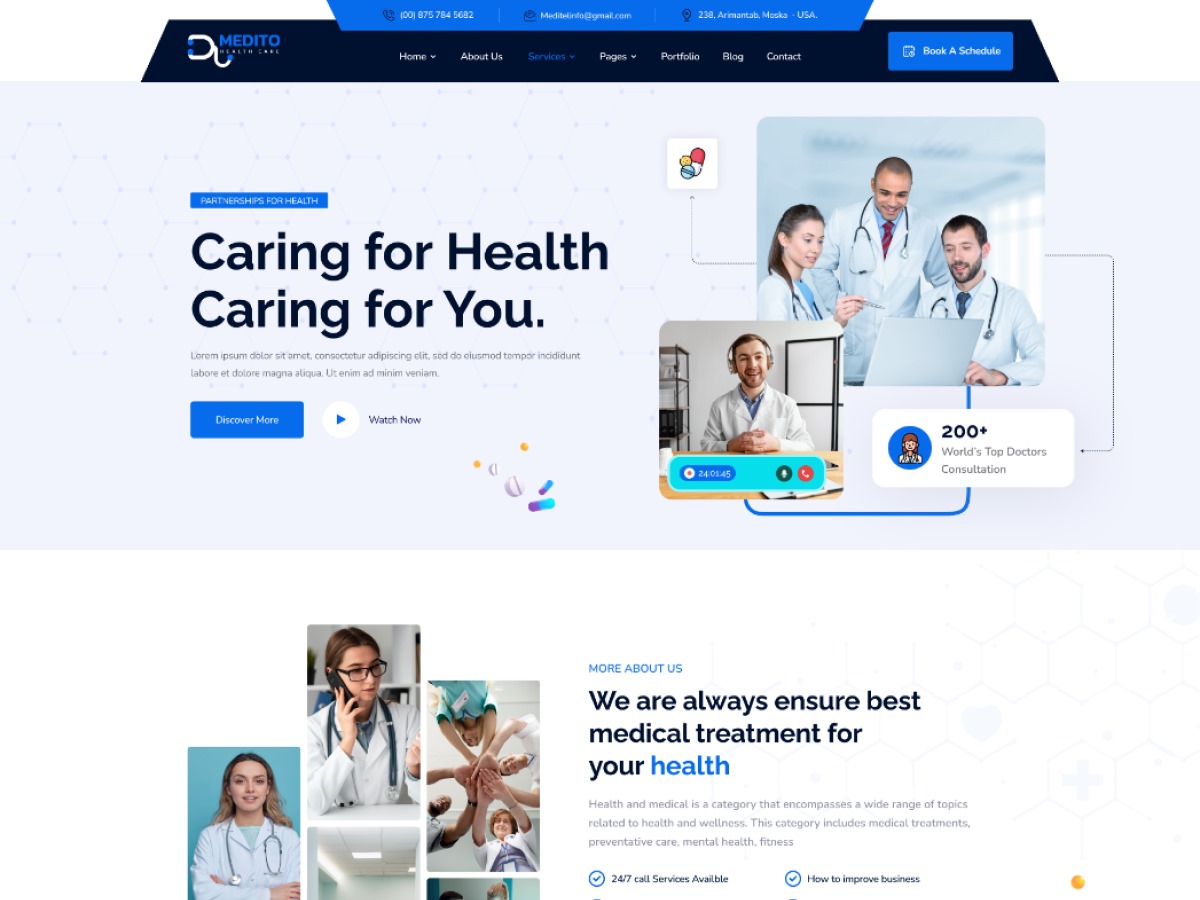 (00) 875 784 5682
Meditelinfo@gmail.com
238, Arimantab, Moska - USA.
MEDITO
HEALTH CARE
Home
About Us
Services
Pages
Portfolio
Blog
Contact
Book A Schedule
PARTNERSHIPS FOR HEALTH
Caring for Health
Caring for You.
Lorem ipsum dolor sit amet, consectetur adipiscing elit, sed do eiusmod tempor incididunt
labore et dolore magna aliqua. Ut enim ad minim veniam.
Discover More
Watch Now
24:01:45
200+
World's Top Doctors
Consultation
MORE ABOUT US
We are always ensure best
medical treatment for
your health
Health and medical is a category that encompasses a wide range of topics
related to health and wellness. This category includes medical treatments,
preventative care, mental health, fitness
24/7 call Services Availble
How to improve business